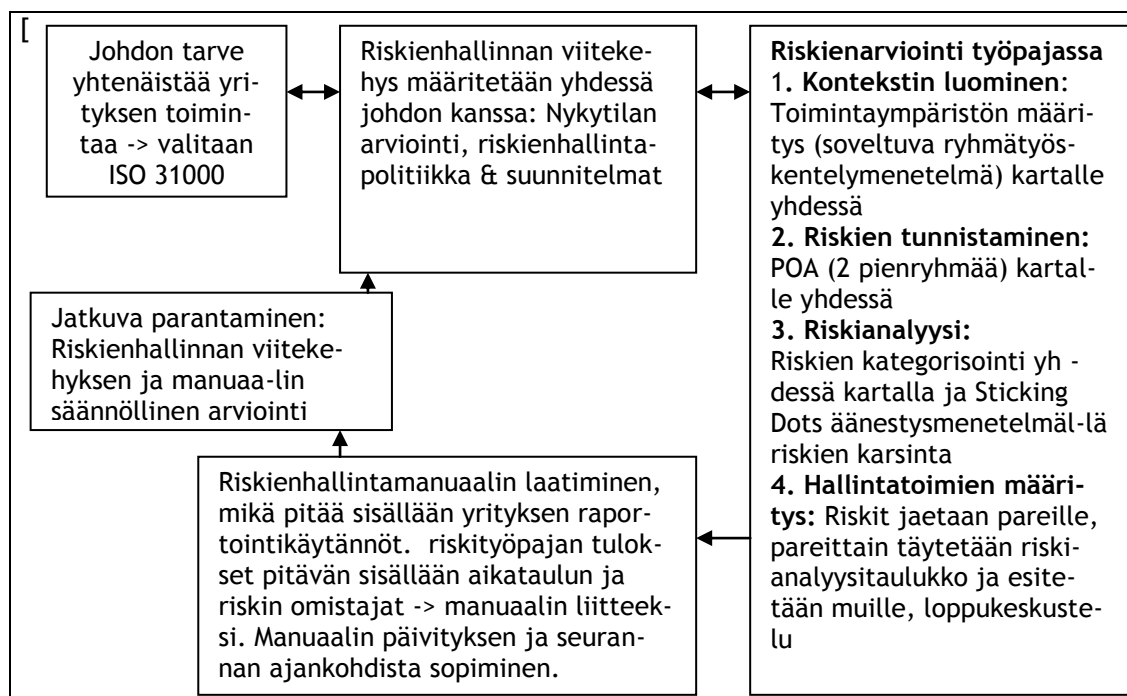 [
Johdon tarve
yhtenäistää yri-
tyksen toimin-
taa -> valitaan
ISO 31000
Riskienhallinnan viiteke-
hys määritetään yhdessä
johdon kanssa: Nykytilan
arviointi, riskienhallinta-
politiikka & suunnitelmat
Riskienarviointi työpajassa
1. Kontekstin luominen:
Toimintaympäristön määri-
tys (soveltuva ryhmätyös-
kentelymenetelmä) kartalle
yhdessä
2. Riskien tunnistaminen:
POA (2 pienryhmää) kartal-
le yhdessä
3. Riskianalyysi:
Riskien kategorisointi yh -
dessä kartalla ja Sticking
Dots äänestysmenetelmäl-lä
riskien karsinta
4. Hallintatoimien määri-
tys: Riskit jaetaan pareille,
pareittain täytetään riski-
analyysitaulukko ja esite-
tään muille, loppukeskuste-
lu
Riskienhallintamanuaalin laatiminen,
mikä pitää sisällään yrityksen rapor-
tointikäytännöt.  riskityöpajan tulok-
set pitävän sisällään aikataulun ja
riskin omistajat -> manuaalin liitteek-
si. Manuaalin päivityksen ja seuran-
nan ajankohdista sopiminen.
Jatkuva parantaminen:
Riskienhallinnan viiteke-
hyksen ja manuaa-lin
säännöllinen arviointi